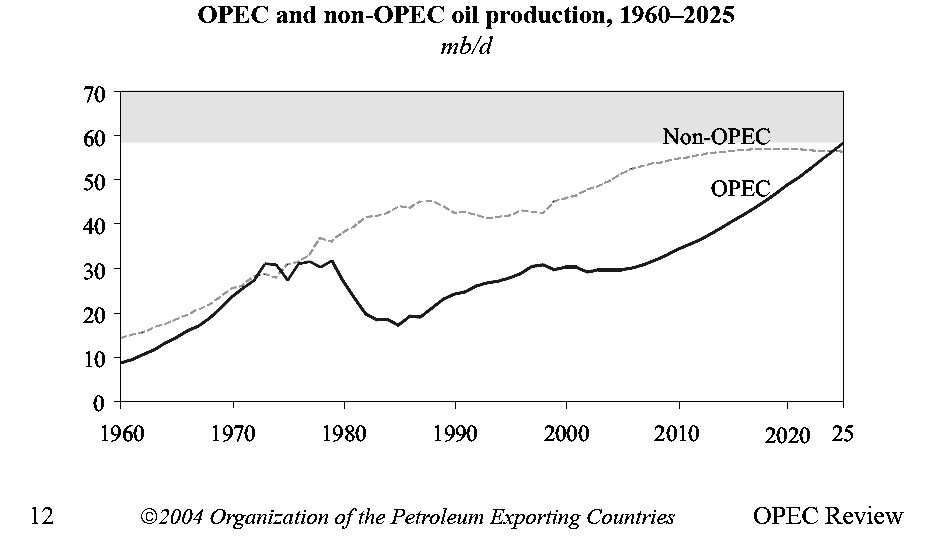 OPEC and non-OPEC oil production, 1960–2025
mb/d
70
60
50
40
30
20
10
0
Non-OPEC
OPEC
1960 1970 1980 1990 2000 2010 2020 25
12 ©2004 Organization of the Petroleum Exporting Countries OPEC Review